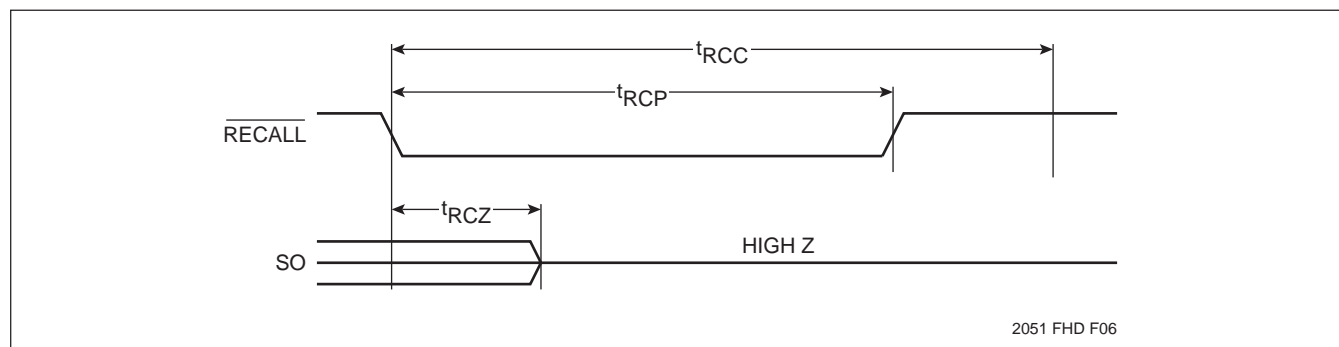 tRCC
tRCP
RECALL
tRCZ
HIGH Z
SO
2051 FHD F06